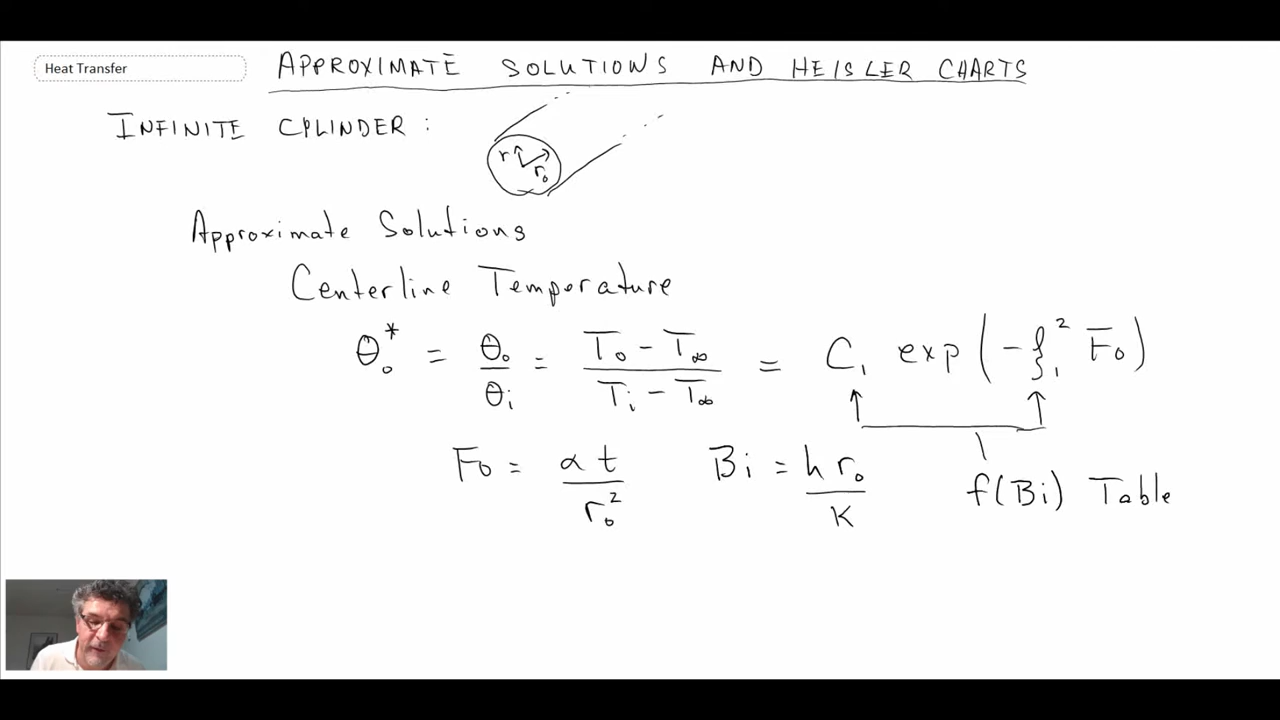 Heat Transfer
APPROXIMATE SOLUTIONS AND HEISLER CHARTS
INFINITE CYLINDER :
r r₀
Approximate Solutions
Centerline Temperature
θ₀* = θ₀/θᵢ = (T₀ - T∞)/(Tᵢ - T∞) = C₁ exp(-ξ₁² Fo)
Fo = αt/r₀² Bi = hr₀/K f(Bi) Table